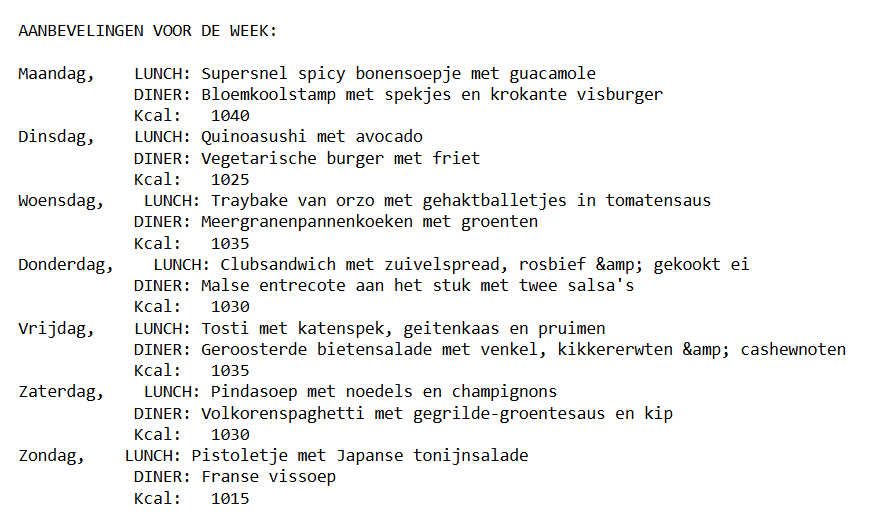 AANBEVELINGEN VOOR DE WEEK:
Maandag,    LUNCH: Supersnel spicy bonensoepje met guacamole
            DINER: Bloemkoolstamp met spekjes en krokante visburger
            Kcal:   1040
Dinsdag,    LUNCH: Quinoasushi met avocado
            DINER: Vegetarische burger met friet
            Kcal:   1025
Woensdag,    LUNCH: Traybake van orzo met gehaktballetjes in tomatensaus
            DINER: Meergranenpannenkoeken met groenten
            Kcal:   1035
Donderdag,    LUNCH: Clubsandwich met zuivelspread, rosbief &amp; gekookt ei
            DINER: Malse entrecote aan het stuk met twee salsa's
            Kcal:   1030
Vrijdag,    LUNCH: Tosti met katenspek, geitenkaas en pruimen
            DINER: Geroosterde bietensalade met venkel, kikkererwten &amp; cashewnoten
            Kcal:   1035
Zaterdag,    LUNCH: Pindasoep met noedels en champignons
            DINER: Volkorenspaghetti met gegrilde-groentesaus en kip
            Kcal:   1030
Zondag,    LUNCH: Pistoletje met Japanse tonijnsalade
            DINER: Franse vissoep
            Kcal:   1015